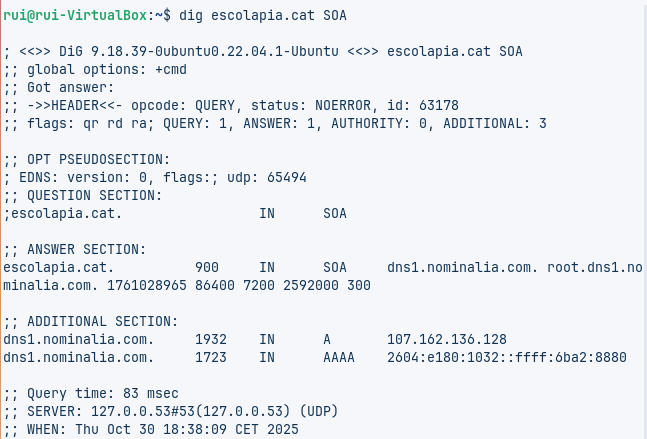 rui@rui-VirtualBox:~$ dig escolapia.cat SOA

; <<>> DiG 9.18.39-0ubuntu0.22.04.1-Ubuntu <<>> escolapia.cat SOA
;; global options: +cmd
;; Got answer:
;; ->>HEADER<<- opcode: QUERY, status: NOERROR, id: 63178
;; flags: qr rd ra; QUERY: 1, ANSWER: 1, AUTHORITY: 0, ADDITIONAL: 3

;; OPT PSEUDOSECTION:
; EDNS: version: 0, flags:; udp: 65494
;; QUESTION SECTION:
;escolapia.cat.                 IN      SOA

;; ANSWER SECTION:
escolapia.cat.          900     IN      SOA     dns1.nominalia.com. root.dns1.no
minalia.com. 1761028965 86400 7200 2592000 300

;; ADDITIONAL SECTION:
dns1.nominalia.com.     1932    IN      A       107.162.136.128
dns1.nominalia.com.     1723    IN      AAAA    2604:e180:1032::ffff:6ba2:8880

;; Query time: 83 msec
;; SERVER: 127.0.0.53#53(127.0.0.53) (UDP)
;; WHEN: Thu Oct 30 18:38:09 CET 2025